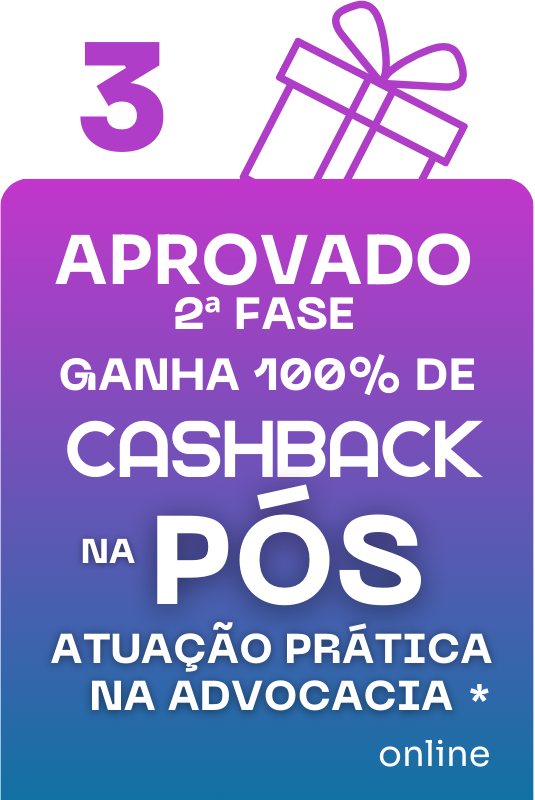 3
APROVADO
2ª FASE
GANHA 100% DE
CASHBACK
NA PÓS
ATUAÇÃO PRÁTICA
NA ADVOCACIA *
online